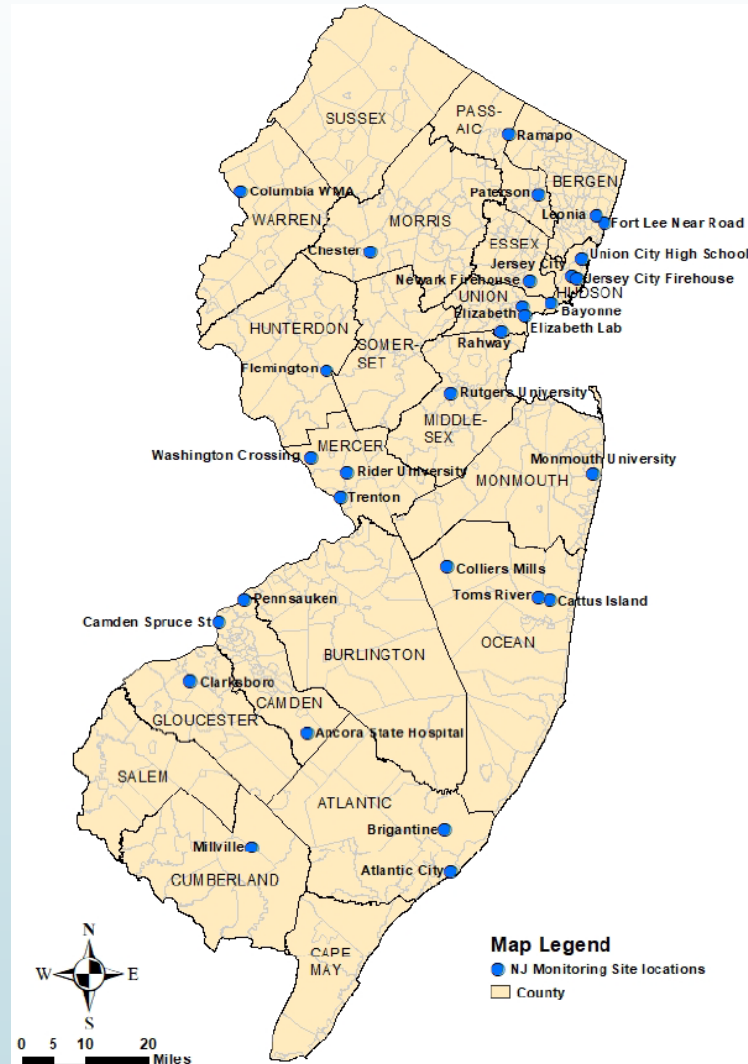 SUSSEX
PASS-
AIC
Ramapo
BERGEN
Paterson
Columbia WMA
WARREN
MORRIS
Leonia
Fort Lee Near Road
ESSEX
Chester
Union City High School
Jersey City
Newark Firehouse
Jersey City Firehouse
HUDSON
UNION
Bayonne
Elizabeth
Elizabeth Lab
HUNTERDON
SOMER-
SET
Rahway
Flemington
Rutgers University
MIDDLE-
SEX
MERCER
Washington Crossing
Rider University
Monmouth University
MONMOUTH
Trenton
Colliers Mills
Toms River
Cattus Island
Pennsauken
Camden Spruce St
OCEAN
BURLINGTON
Clarksboro
CAMDEN
GLOUCESTER
Ancora State Hospital
SALEM
ATLANTIC
Brigantine
Millville
Atlantic City
CUMBERLAND
CAPE
MAY
N
W
E
S
Map Legend
NJ Monitoring Site locations
County
0 5 10 20
Miles